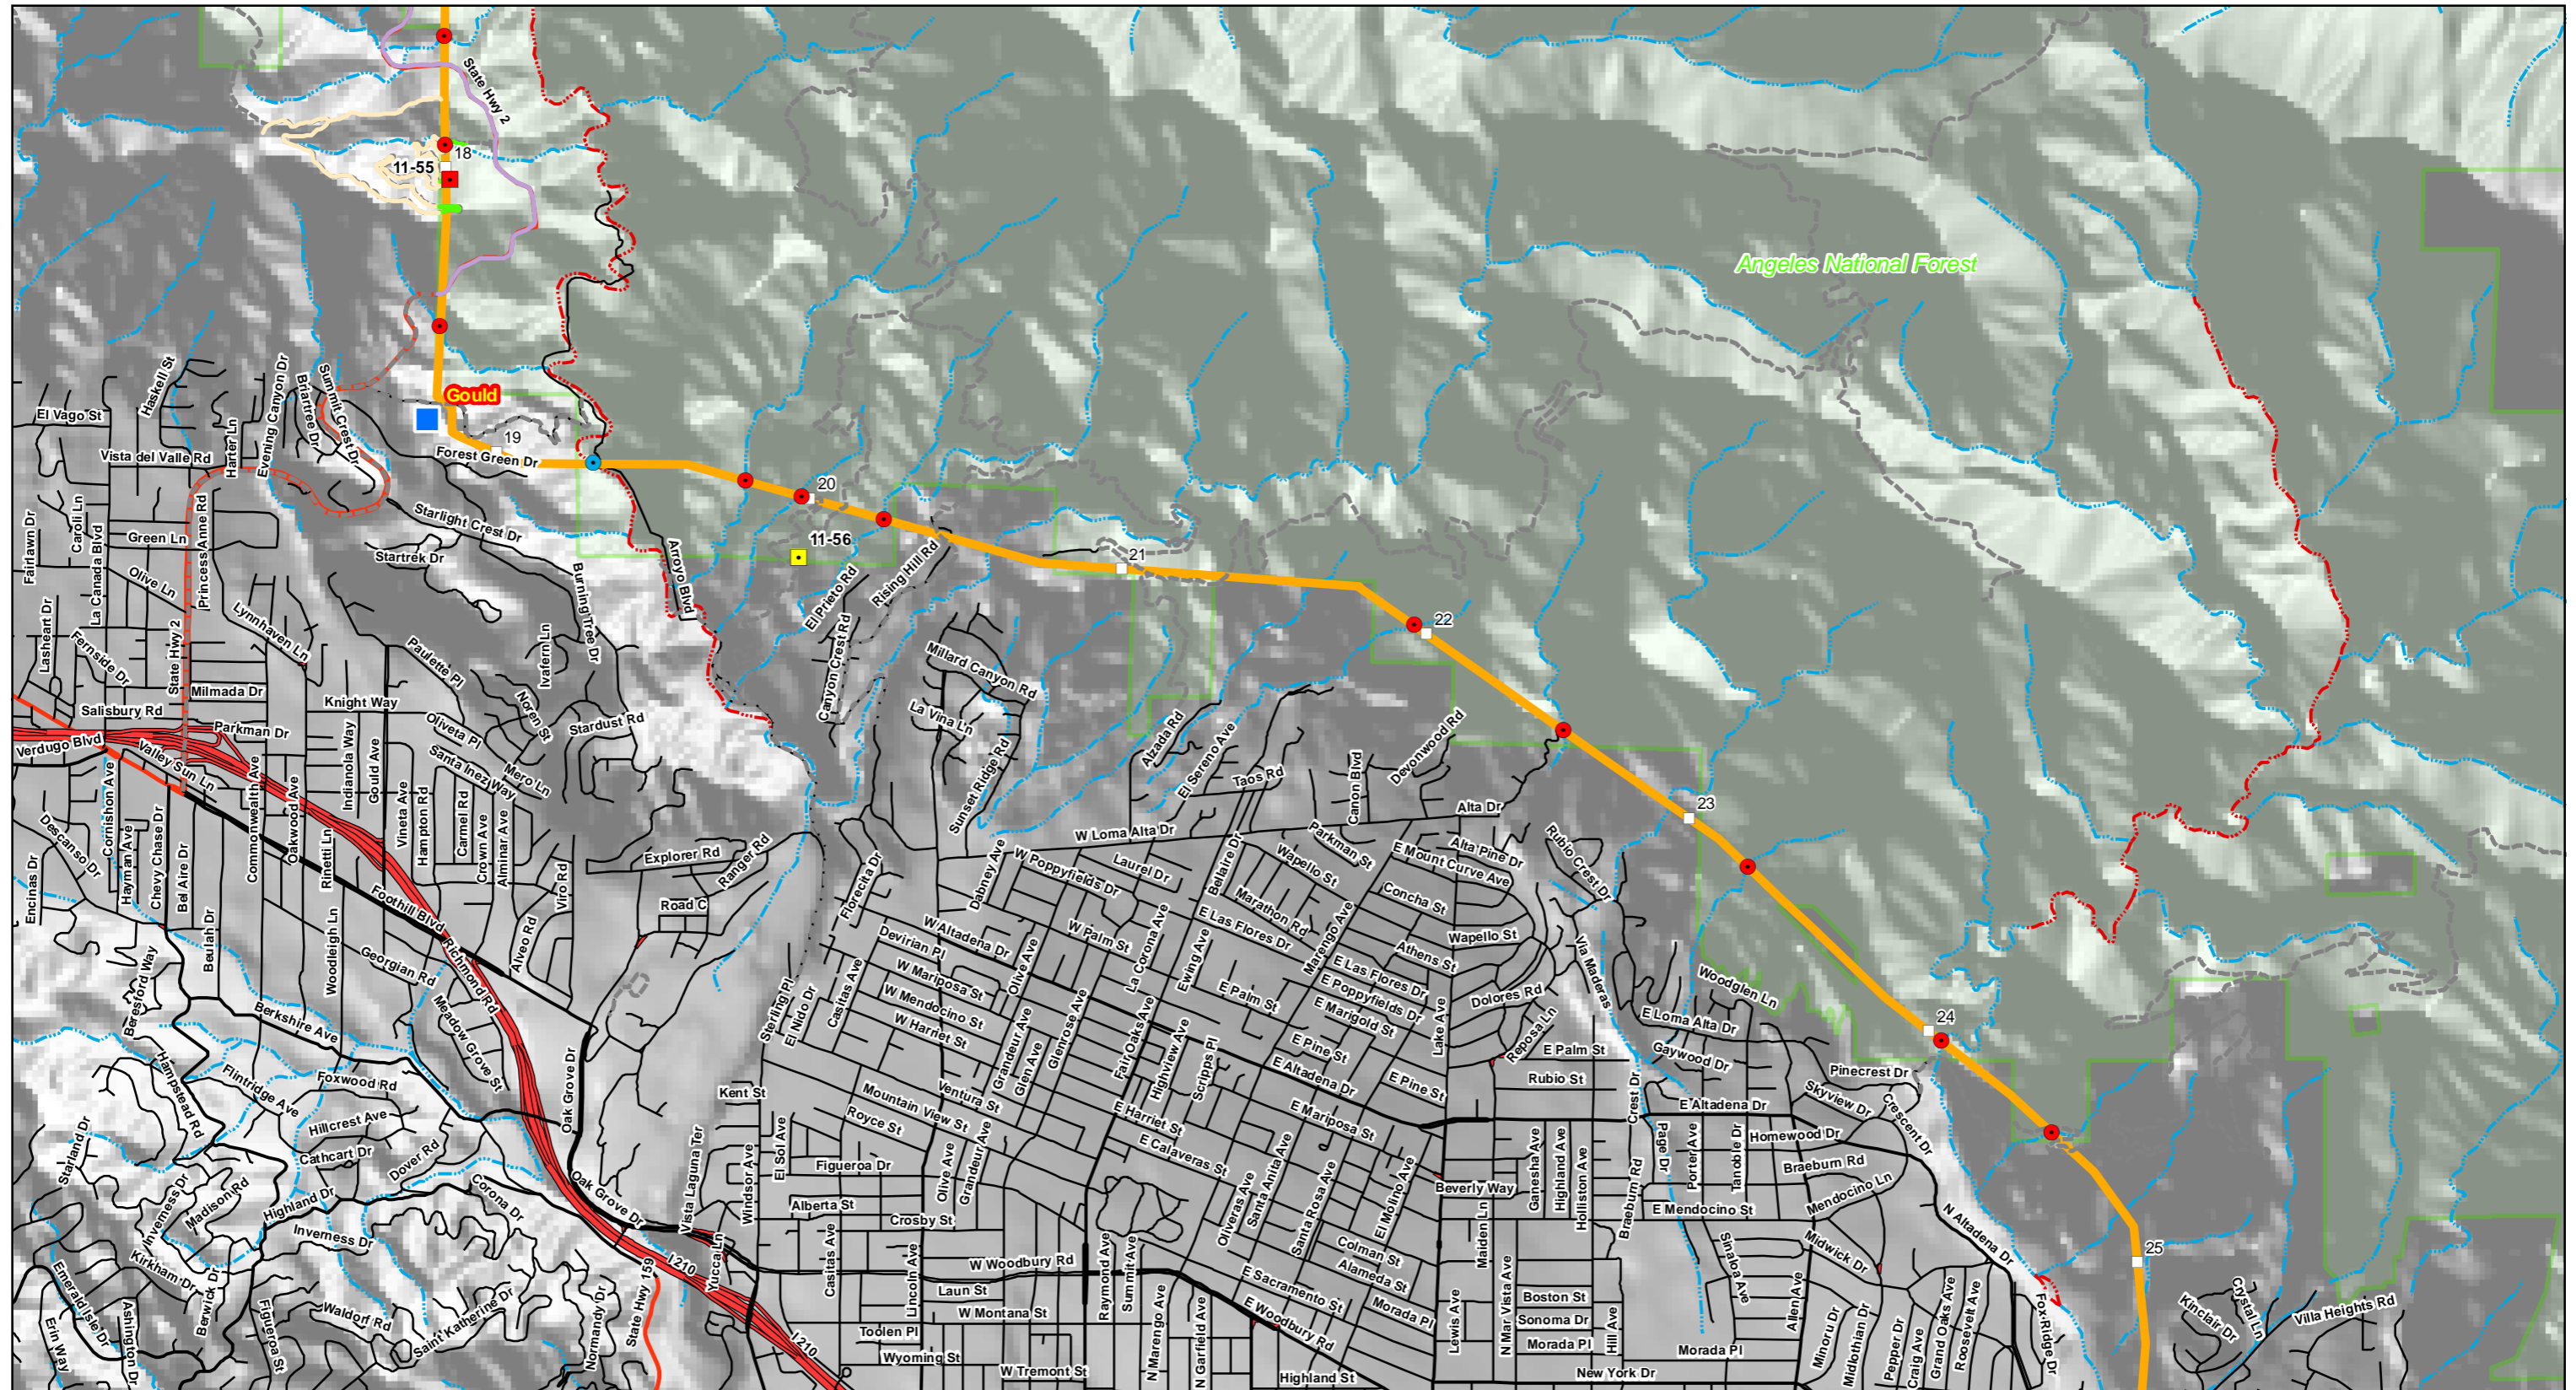 State Hwy 2
18
11-55
Angeles National Forest
Gould
19
Forest Green Dr
20
11-56
21
22
23
24
25
El Vago St
Haskell St
Harter Ln
Evening Canyon Dr
Briartree Dr
Summit Crest Dr
Vista del Valle Rd
Fairlawn Dr
Caroli Ln
La Canada Blvd
Green Ln
Princess Anne Rd
Olive Ln
Starlight Crest Dr
Startrek Dr
Burning Tree Dr
Arroyo Blvd
El Prieto Rd
Rising Hill Rd
Canyon Crest Rd
Millard Canyon Rd
La Vina Ln
Sunset Ridge Rd
Lasheart Dr
Fernside Dr
State Hwy 2
Lynnhaven Ln
Paulette Pl
Ivafern Ln
Noren St
Stardust Rd
Milmada Dr
Salisbury Rd
Knight Way
Oliveta Pl
Parkman Dr
Verdugo Blvd
Valley Sun Ln
Santa Inez Way
Mero Ln
Indianola Way
Gould Ave
Alzada Rd
El Sereno Ave
Taos Rd
Canon Blvd
Devonwood Rd
Alta Dr
W Loma Alta Dr
Cornishon Ave
Commonwealth Ave
Oakwood Ave
Vineta Ave
Hampton Rd
Carmel Rd
Crown Ave
Alminar Ave
Descanso Dr
Encinas Dr
Hayman Ave
Chevy Chase Dr
Bel Aire Dr
Rinetti Ln
Viro Rd
Explorer Rd
Ranger Rd
Road C
Florecita Dr
Dabney Ave
W Poppyfields Dr
Laurel Dr
Bellaire Dr
Wapello St
Parkman St
E Mount Curve Ave
Alta Pine Dr
Rubio Crest Dr
Concha St
Marathon Rd
Foothill Blvd
Beulah Dr
Woodleigh Ln
Georgian Rd
Richmond Rd
Alveo Rd
Beresford Way
Devirian Pl
W Altadena Dr
W Palm St
La Corona Ave
E Las Flores Dr
Marengo Ave
Athens St
Wapello St
Via Maderas
Woodglen Ln
W Mariposa St
W Mendocino St
W Harriet St
Olive Ave
Ewing Ave
E Palm St
E Las Flores Dr
E Poppyfields Dr
E Marigold St
Dolores Rd
Reposa Ln
Lake Ave
E Loma Alta Dr
Sterling Pl
El Nido Dr
Casitas Ave
Grandeur Ave
Glen Ave
Glenrose Ave
Fair Oaks Ave
Highview Ave
Scripps Pl
E Pine St
E Altadena Dr
E Pine St
E Palm St
Rubio St
Gaywood Dr
Pinecrest Dr
Skyview Dr
Crescent Dr
Berkshire Ave
Meadow Grove St
Oak Grove Dr
Hampstead Rd
Flintridge Ave
Foxwood Rd
Hillcrest Ave
Cathcart Dr
Dover Rd
Starland Dr
Kent St
Mountain View St
Ventura St
Royce St
E Harriet St
E Calaveras St
E Mariposa St
Crest Dr
E Altadena Dr
Homewood Dr
Braeburn Rd
Mendocino Ln
Page Dr
Porter Ave
Tanoble Dr
Vista Laguna Ter
Windsor Ave
El Sol Ave
Figueroa Dr
Olive Ave
Grandeur Ave
Alberta St
Crosby St
Oliveras Ave
Santa Anita Ave
Santa Rosa Ave
El Molino Ave
Beverly Way
Ganesha Ave
Highland Ave
Holliston Ave
Braeburn Rd
E Mendocino St
Inverness Dr
Madison Rd
Highland Dr
Corona Dr
Oak Grove Dr
Inverness Dr
Kirkham Dr
Berwick Dr
I 210
Yucca Ln
State Hwy 159
Casitas Ave
Lincoln Ave
W Woodbury Rd
Raymond Ave
Summit Ave
Colman St
Alameda St
Maiden Ln
Sinaloa Ave
Midwick Dr
N Altadena Dr
Emerald Isle Dr
Erin Way
Ashington Dr
Figueroa St
Waldorf Rd
Saint Katherine Dr
Normandy Dr
I 210
Laun St
W Montana St
Toolen Pl
Wyoming St
W Tremont St
N Marengo Ave
N Garfield Ave
E Sacramento St
E Woodbury Rd
Morada Pl
Highland St
Lewis Ave
N Mar Vista Ave
Boston St
Sonoma Dr
Morada Pl
Hill Ave
New York Dr
Morada Pl
Allen Ave
Minoru Dr
Midlothian Dr
Pepper Dr
Craig Ave
Grand Oaks Ave
Roosevelt Ave
Fox Ridge Dr
Kinclair Dr
Crystal Ln
Villa Heights Rd